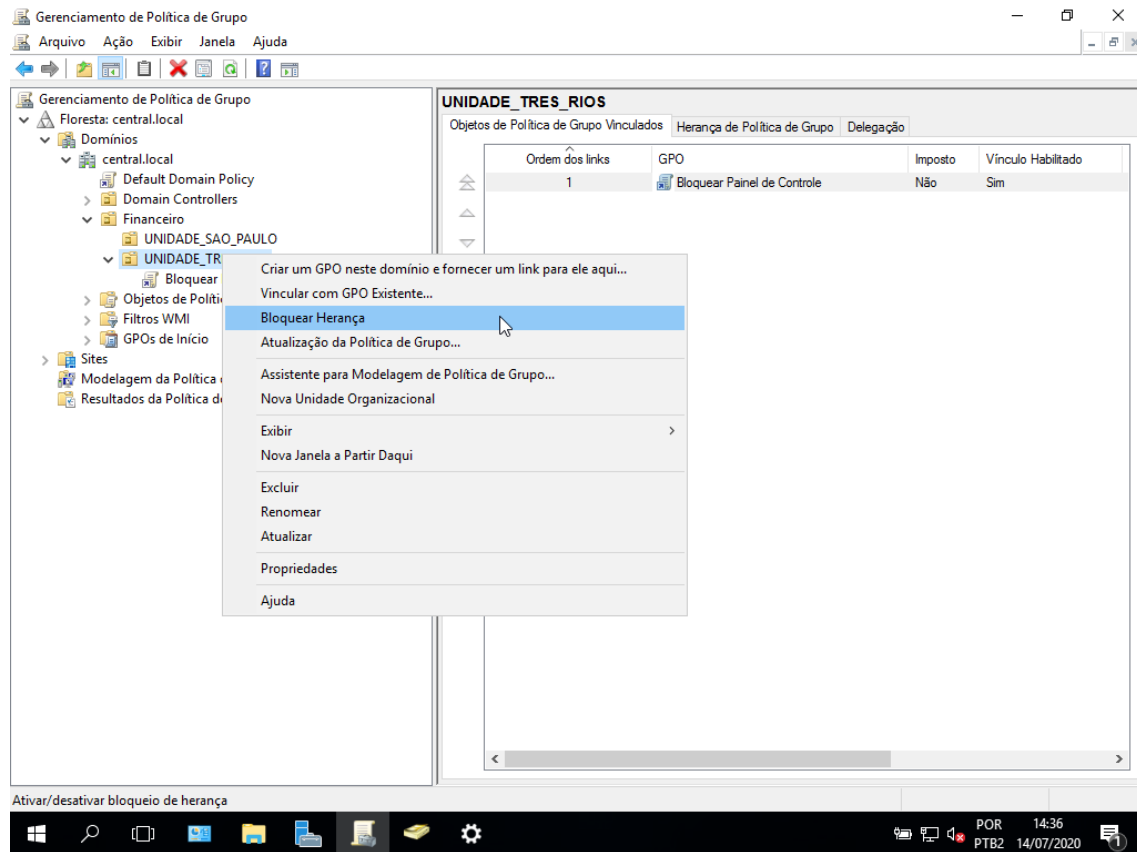 Gerenciamento de Política de Grupo
Arquivo Ação Exibir Janela Ajuda
Gerenciamento de Política de Grupo
Floresta: central.local
Domínios
central.local
Default Domain Policy
Domain Controllers
Financeiro
UNIDADE_SAO_PAULO
UNIDADE_TR
Bloquear
Objetos de Políti
Filtros WMI
GPOs de Início
Sites
Modelagem da Política
Resultados da Política d
UNIDADE_TRES_RIOS
Objetos de Política de Grupo Vinculados Herança de Política de Grupo Delegação
Ordem dos links GPO Imposto Vínculo Habilitado
1 Bloquear Painel de Controle Não Sim
Criar um GPO neste domínio e fornecer um link para ele aqui...
Vincular com GPO Existente...
Bloquear Herança
Atualização da Política de Grupo...
Assistente para Modelagem de Política de Grupo...
Nova Unidade Organizacional
Exibir
Nova Janela a Partir Daqui
Excluir
Renomear
Atualizar
Propriedades
Ajuda
Ativar/desativar bloqueio de herança
POR 14:36
PTB2 14/07/2020
1